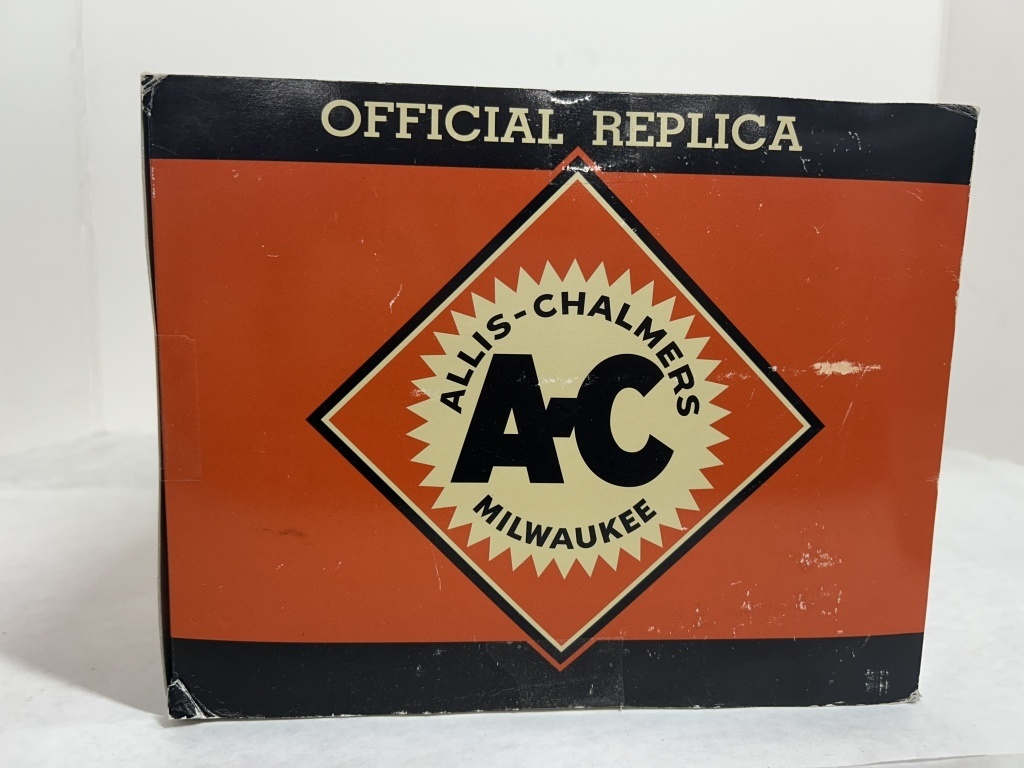 OFFICIAL REPLICA
ALLIS-CHALMERS
A-C
MILWAUKEE